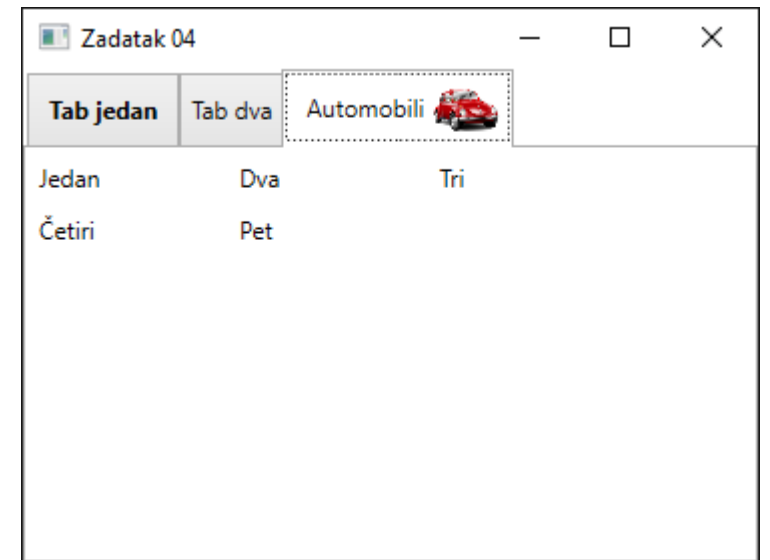 Zadatak 04
Tab jedan Tab dva Automobili
Jedan Dva Tri
Četiri Pet